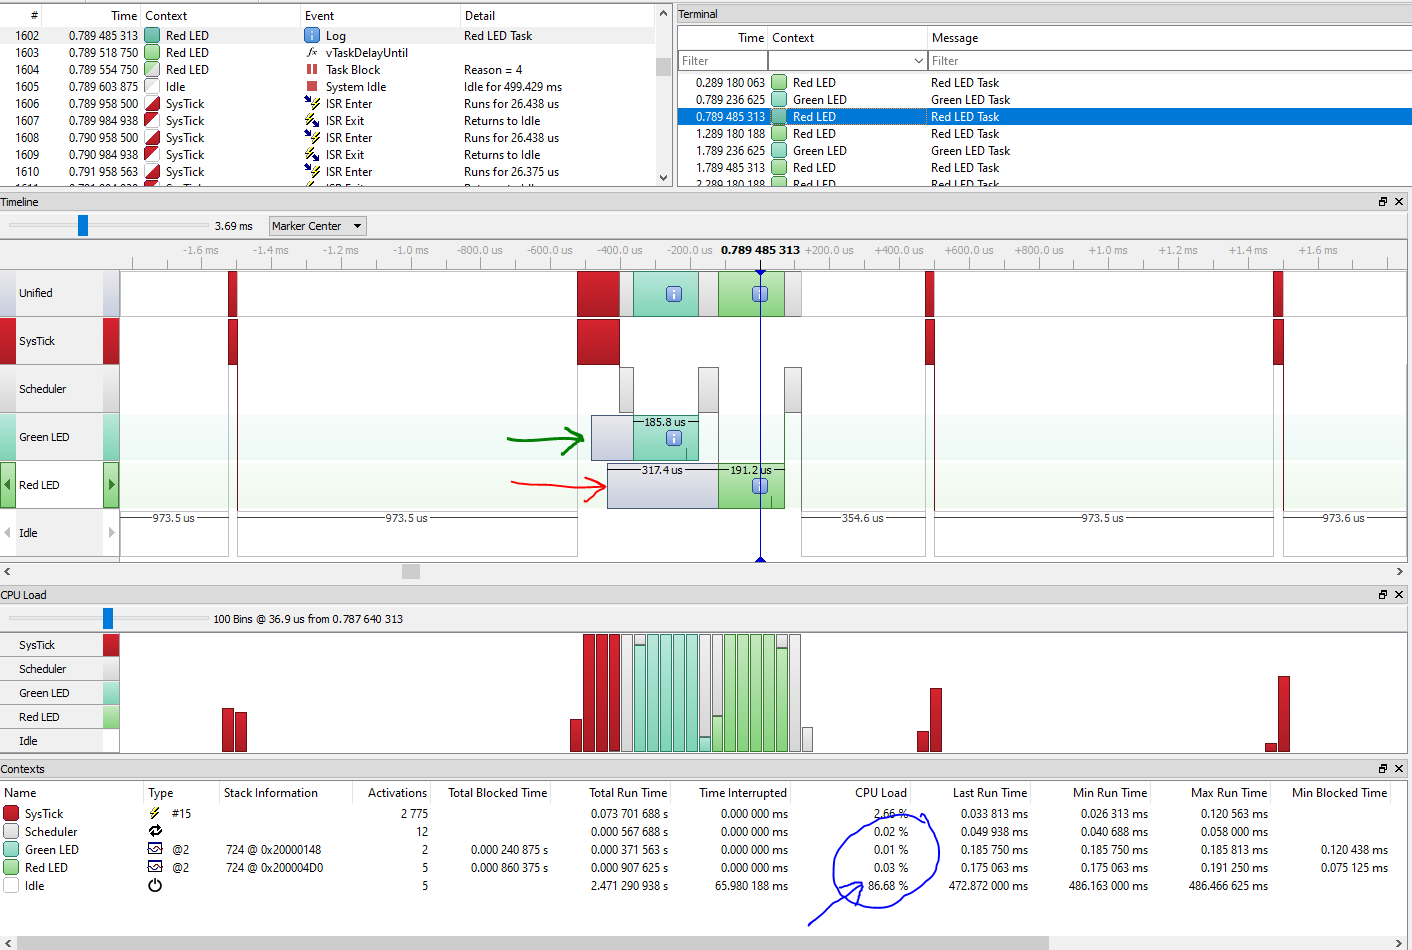 # Time Context Event Detail
1602 0.789 485 313 Red LED Log Red LED Task
1603 0.789 518 750 Red LED vTaskDelayUntil
1604 0.789 554 750 Red LED Task Block Reason = 4
1605 0.789 603 875 Idle System Idle Idle for 499.429 ms
1606 0.789 958 500 SysTick ISR Enter Runs for 26.438 us
1607 0.789 984 938 SysTick ISR Exit Returns to Idle
1608 0.790 958 500 SysTick ISR Enter Runs for 26.438 us
1609 0.790 984 938 SysTick ISR Exit Returns to Idle
1610 0.791 958 563 SysTick ISR Enter Runs for 26.375 us
Terminal
Time Context Message
Filter Filter
0.289 180 063 Red LED Red LED Task
0.789 236 625 Green LED Green LED Task
0.789 485 313 Red LED Red LED Task
1.289 180 188 Red LED Red LED Task
1.789 236 625 Green LED Green LED Task
1.789 485 313 Red LED Red LED Task
2.289 180 188 Red LED Red LED Task
Timeline
3.69 ms Marker Center
-1.6 ms -1.4 ms -1.2 ms -1.0 ms -800.0 us -600.0 us -400.0 us -200.0 us 0.789 485 313 +200.0 us +400.0 us +600.0 us +800.0 us +1.0 ms +1.2 ms +1.4 ms +1.6 ms
Unified
SysTick
Scheduler
Green LED 185.8 us
Red LED 317.4 us 191.2 us
Idle 973.5 us 973.5 us 354.6 us 973.5 us 973.6 us
CPU Load
100 Bins @ 36.9 us from 0.787 640 313
SysTick
Scheduler
Green LED
Red LED
Idle
Contexts
Name Type Stack Information Activations Total Blocked Time Total Run Time Time Interrupted CPU Load Last Run Time Min Run Time Max Run Time Min Blocked Time
SysTick #15 2 775 0.073 701 688 s 0.000 000 ms 2.66 % 0.033 813 ms 0.026 313 ms 0.120 563 ms
Scheduler 12 0.000 567 688 s 0.000 000 ms 0.02 % 0.049 938 ms 0.040 688 ms 0.058 000 ms
Green LED @2 724 @ 0x20000148 2 0.000 240 875 s 0.000 371 563 s 0.000 000 ms 0.01 % 0.185 750 ms 0.185 750 ms 0.185 813 ms 0.120 438 ms
Red LED @2 724 @ 0x200004D0 5 0.000 860 375 s 0.000 907 625 s 0.000 000 ms 0.03 % 0.175 063 ms 0.175 063 ms 0.191 250 ms 0.075 125 ms
Idle 5 2.471 290 938 s 65.980 188 ms 86.68 % 472.872 000 ms 486.163 000 ms 486.466 625 ms